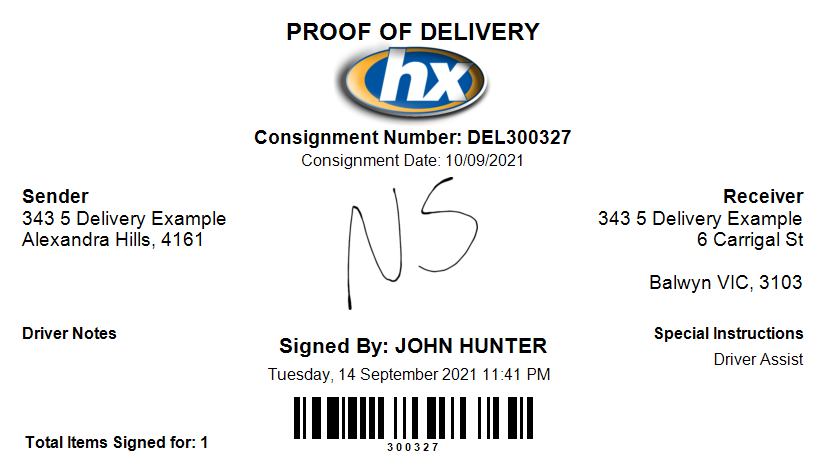 PROOF OF DELIVERY
hx
Consignment Number: DEL300327
Consignment Date: 10/09/2021
Sender
343 5 Delivery Example
Alexandra Hills, 4161
NS
Receiver
343 5 Delivery Example
6 Carrigal St
Balwyn VIC, 3103
Driver Notes
Signed By: JOHN HUNTER
Tuesday, 14 September 2021 11:41 PM
Special Instructions
Driver Assist
300327
Total Items Signed for: 1